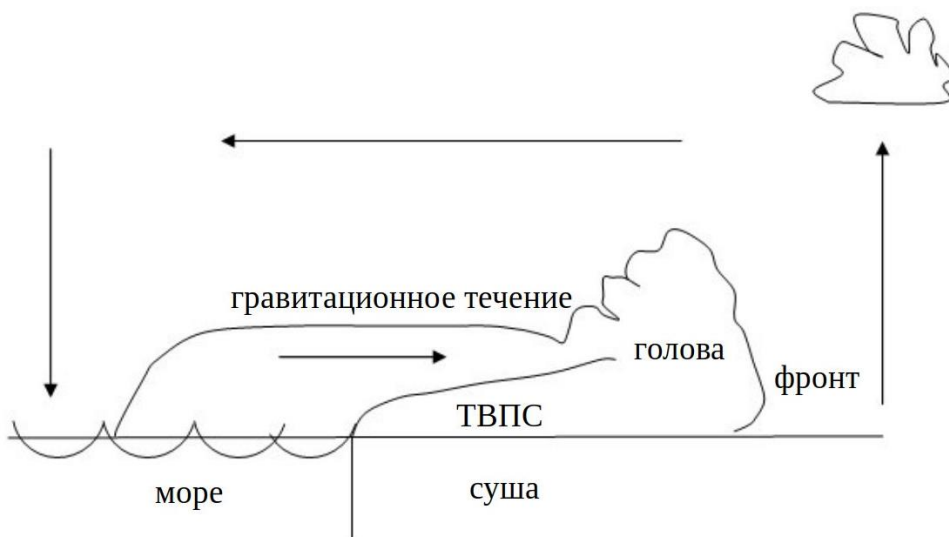 гравитационное течение
голова
фронт
ТВПС
море
суша